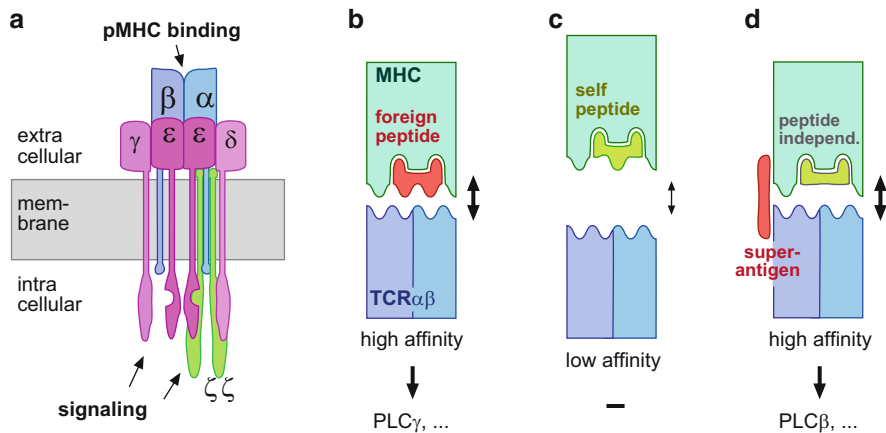 a
pMHC binding
β α
γ ε ε δ
extra
cellular
mem-
brane
intra
cellular
ζ ζ
signaling
b
MHC
foreign
peptide
TCRαβ
high affinity
PLCγ, ...
c
self
peptide
low affinity
–
d
peptide
independ.
super-
antigen
high affinity
PLCβ, ...